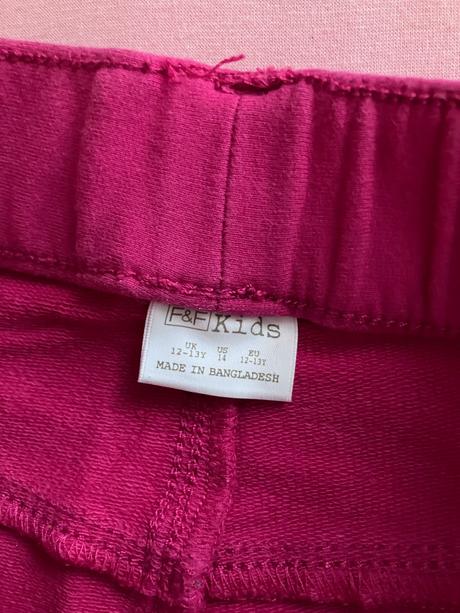 F&F Kids
UK US EU
12-13Y 14 12-13Y
MADE IN BANGLADESH